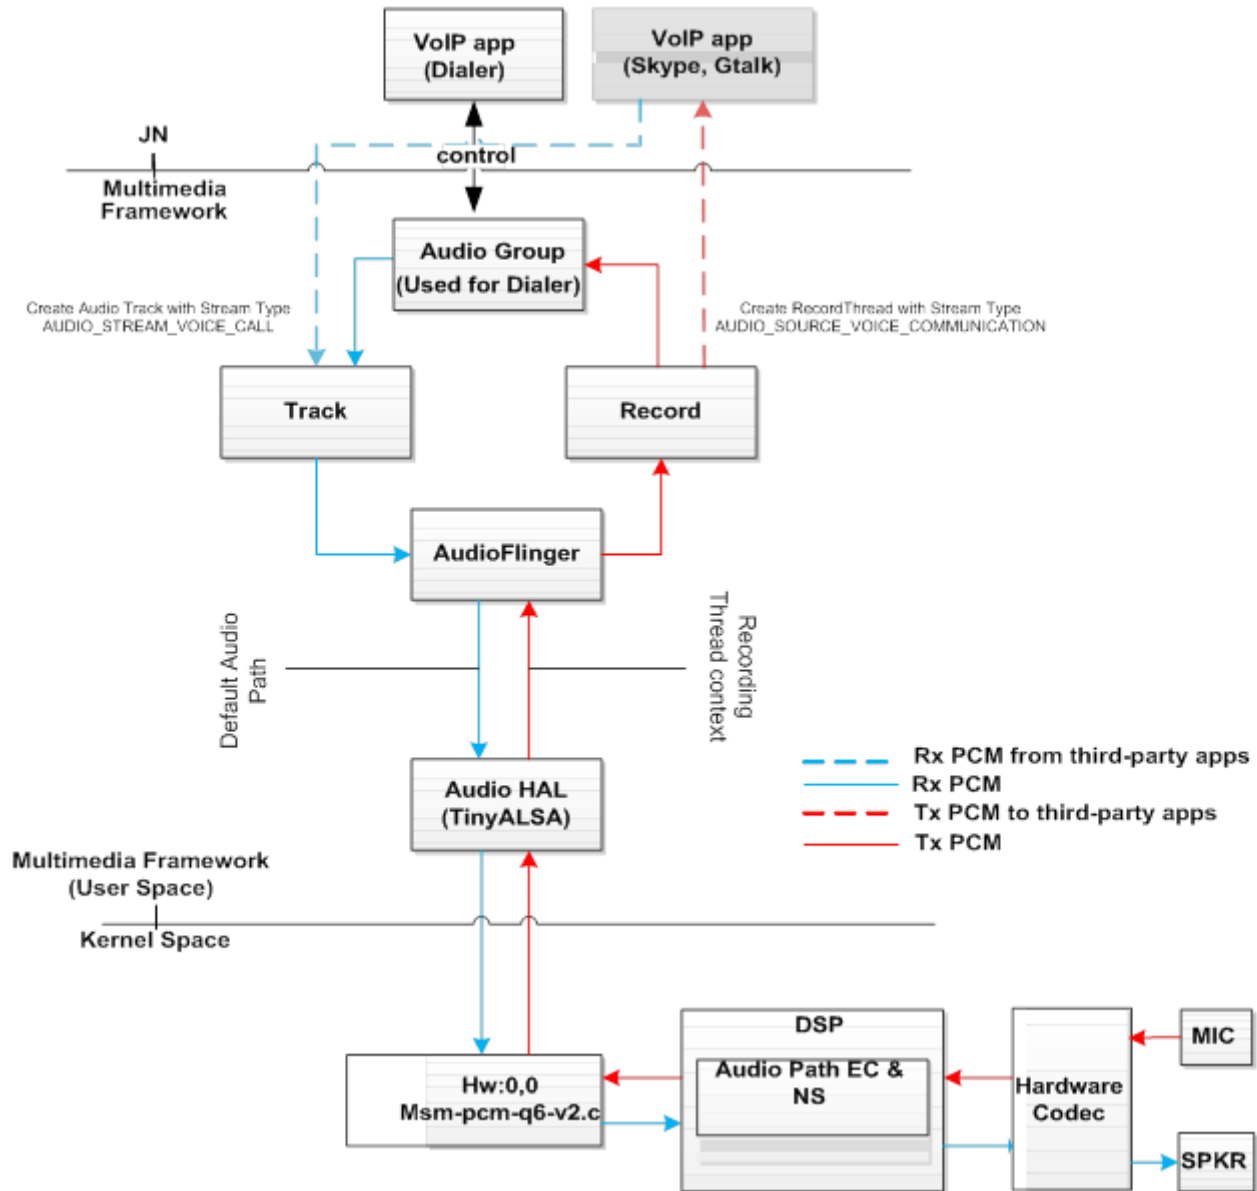 VoIP app
(Dialer)
VoIP app
(Skype, Gtalk)
JN
control
Multimedia
Framework
Audio Group
(Used for Dialer)
Create Audio Track with Stream Type
AUDIO_STREAM_VOICE_CALL
Create RecordThread with Stream Type
AUDIO_SOURCE_VOICE_COMMUNICATION
Track
Record
AudioFlinger
Default Audio
Path
Recording
Thread context
Rx PCM from third-party apps
Rx PCM
Tx PCM to third-party apps
Tx PCM
Audio HAL
(TinyALSA)
Multimedia Framework
(User Space)
Kernel Space
Hw:0,0
Msm-pcm-q6-v2.c
DSP
Audio Path EC &
NS
Hardware
Codec
MIC
SPKR